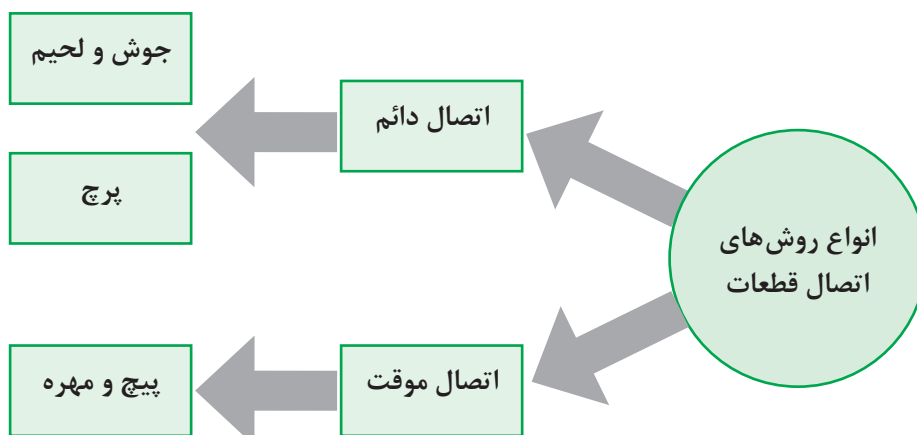 انواع روش‌های
اتصال قطعات
اتصال دائم
جوش و لحیم
پرچ
اتصال موقت
پیچ و مهره